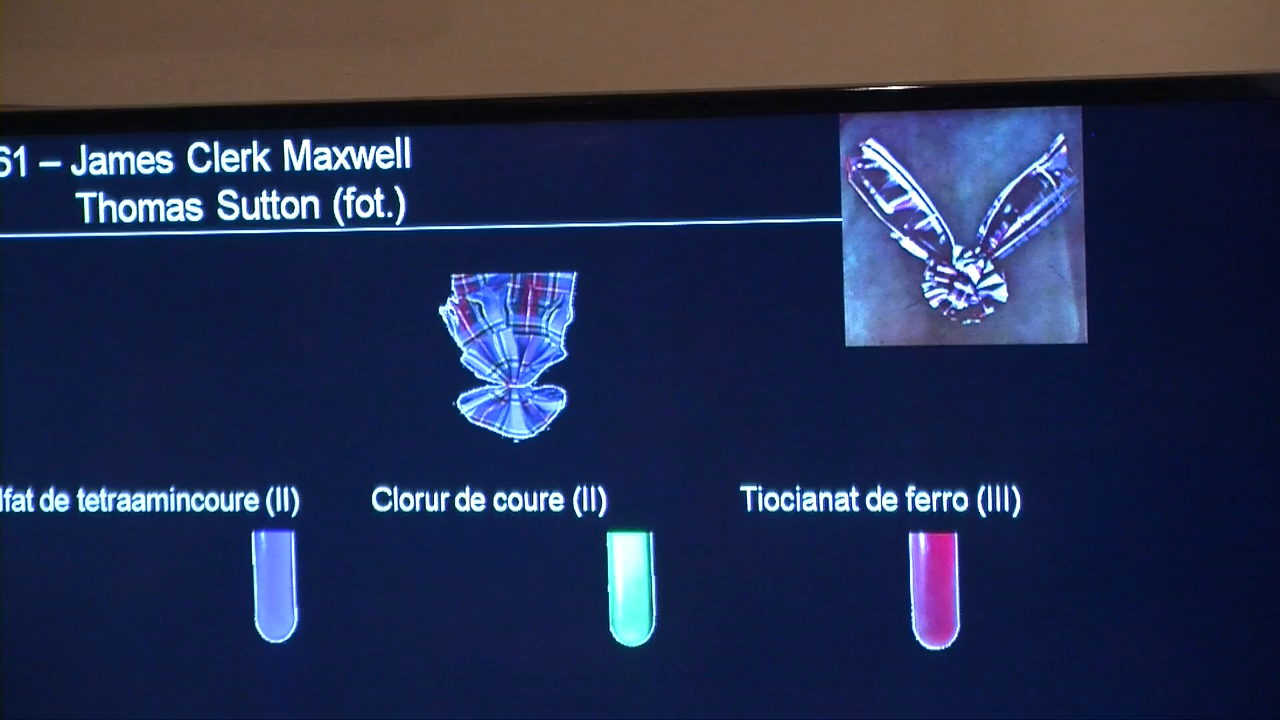 61 – James Clerk Maxwell
Thomas Sutton (fot.)
lfat de tetraamincoure (II)
Clorur de coure (II)
Tiocianat de ferro (III)